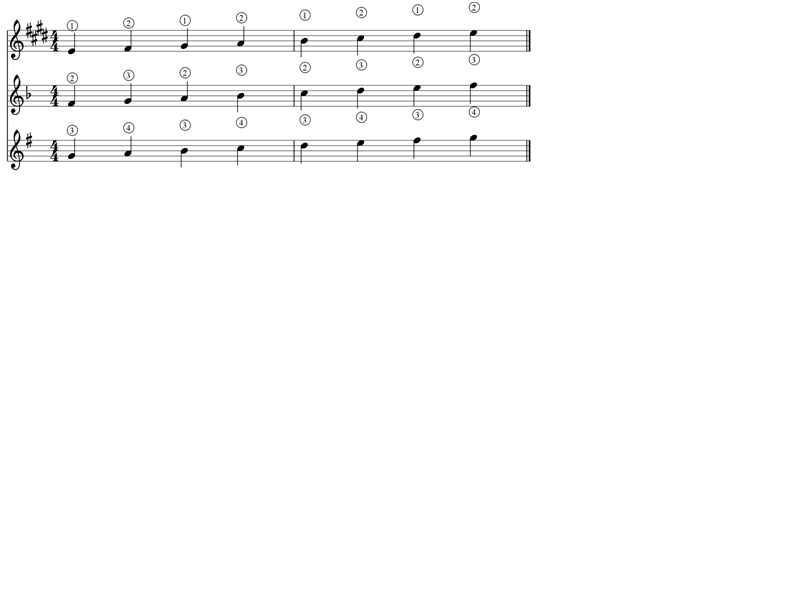 ① ② ① ② ① ② ① ②
4 4
② ③ ② ③ ② ③ ② ③
4 4
③ ④ ③ ④ ③ ④ ③ ④
4 4